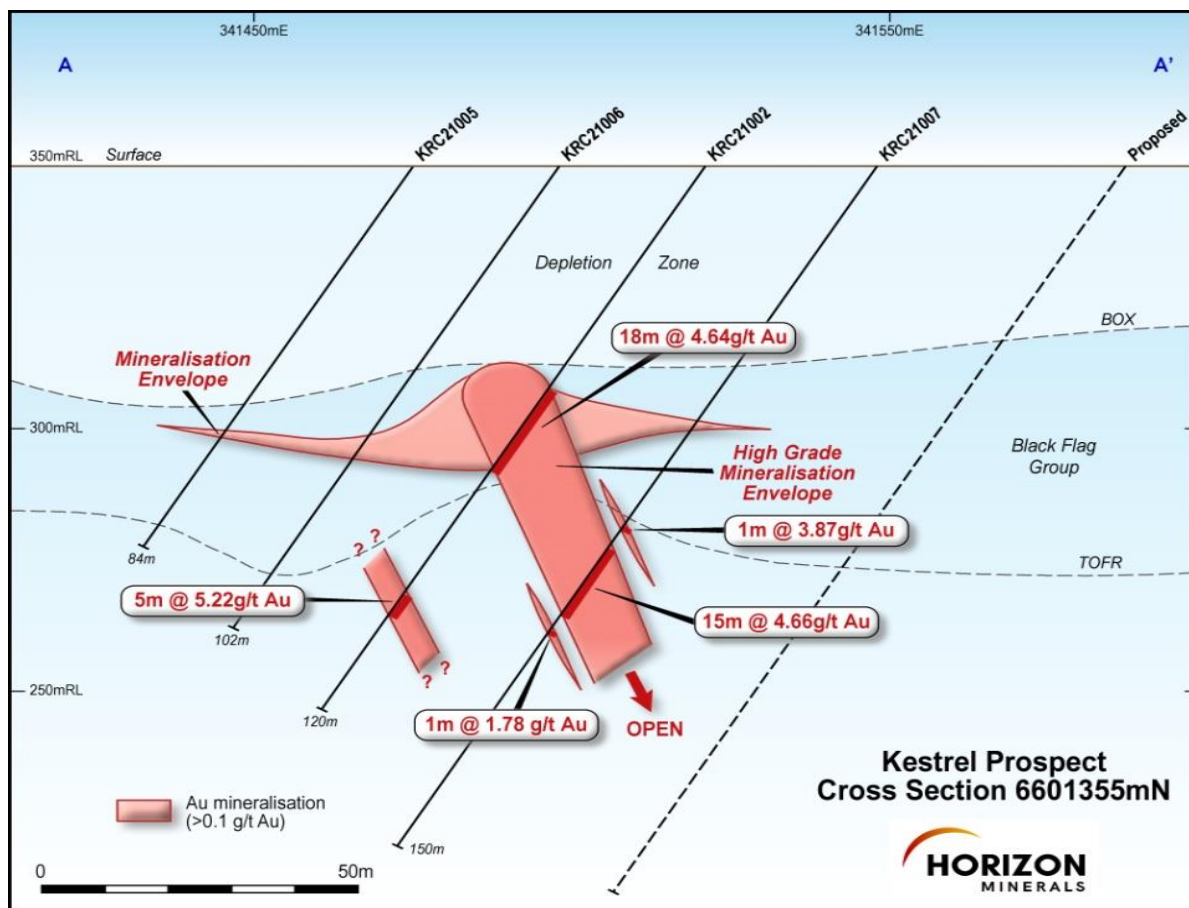 341450mE
341550mE
A
A'
KRC21005
KRC21006
KRC21002
KRC21007
Proposed
350mRL
Surface
Depletion Zone
BOX
18m @ 4.64g/t Au
Mineralisation
Envelope
300mRL
High Grade
Mineralisation
Envelope
Black Flag
Group
1m @ 3.87g/t Au
84m
? ?
TOFR
5m @ 5.22g/t Au
15m @ 4.66g/t Au
102m
? ?
250mRL
120m
1m @ 1.78 g/t Au
OPEN
Kestrel Prospect
Cross Section 6601355mN
Au mineralisation
(>0.1 g/t Au)
150m
0
50m
HORIZON
MINERALS